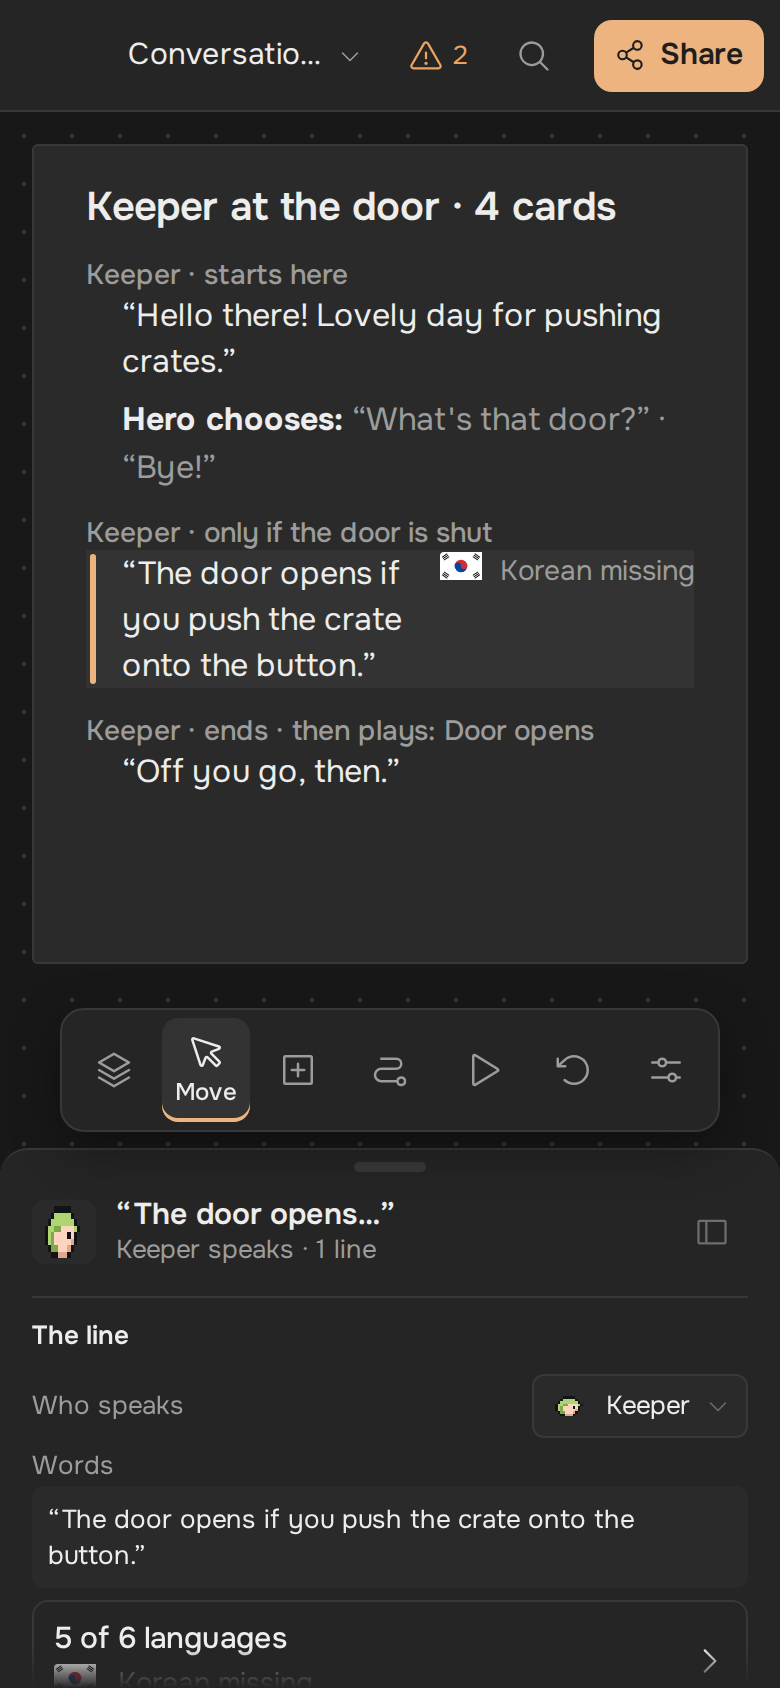 Conversatio...
2
Share
Keeper at the door · 4 cards
Keeper · starts here
“Hello there! Lovely day for pushing
crates.”
Hero chooses: “What's that door?” ·
“Bye!”
Keeper · only if the door is shut
“The door opens if
you push the crate
onto the button.”
Korean missing
Keeper · ends · then plays: Door opens
“Off you go, then.”
Move
“The door opens...”
Keeper speaks · 1 line
The line
Who speaks
Keeper
Words
“The door opens if you push the crate onto the
button.”
5 of 6 languages
Korean missing